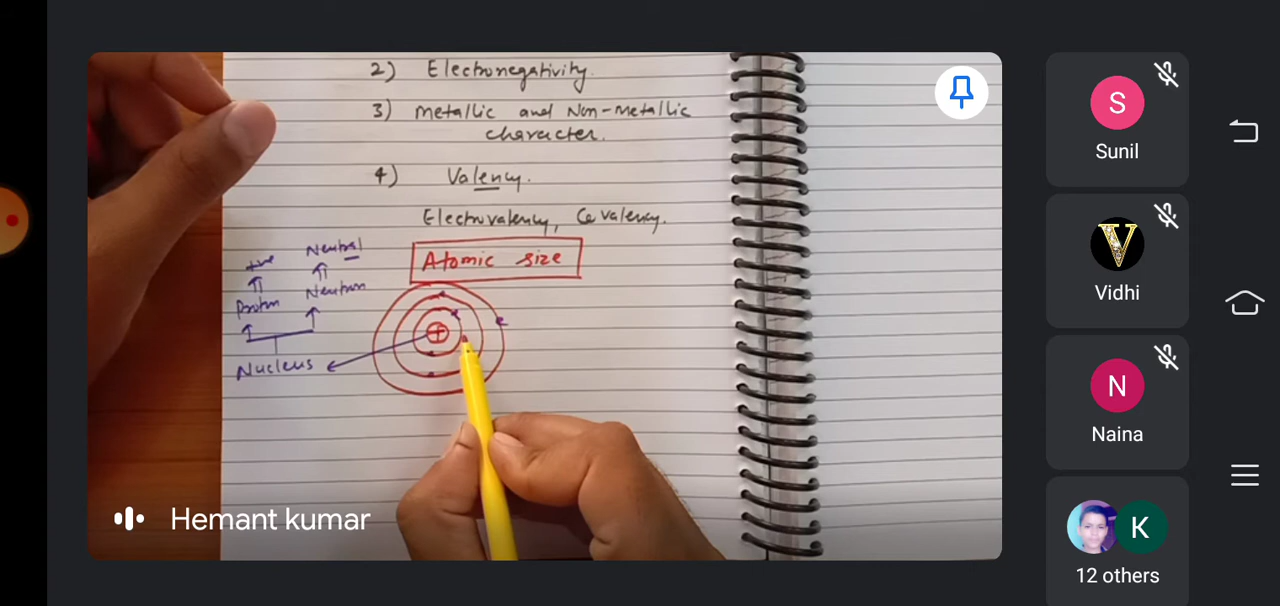 2) Electronegativity.
3) Metallic and Non-metallic
character.
4) Valency.
Electrovalency, Covalency.
Atomic size
+ive
Neutral
Proton
Neutron
Nucleus
+
Hemant kumar
S
Sunil
V
Vidhi
N
Naina
K
12 others